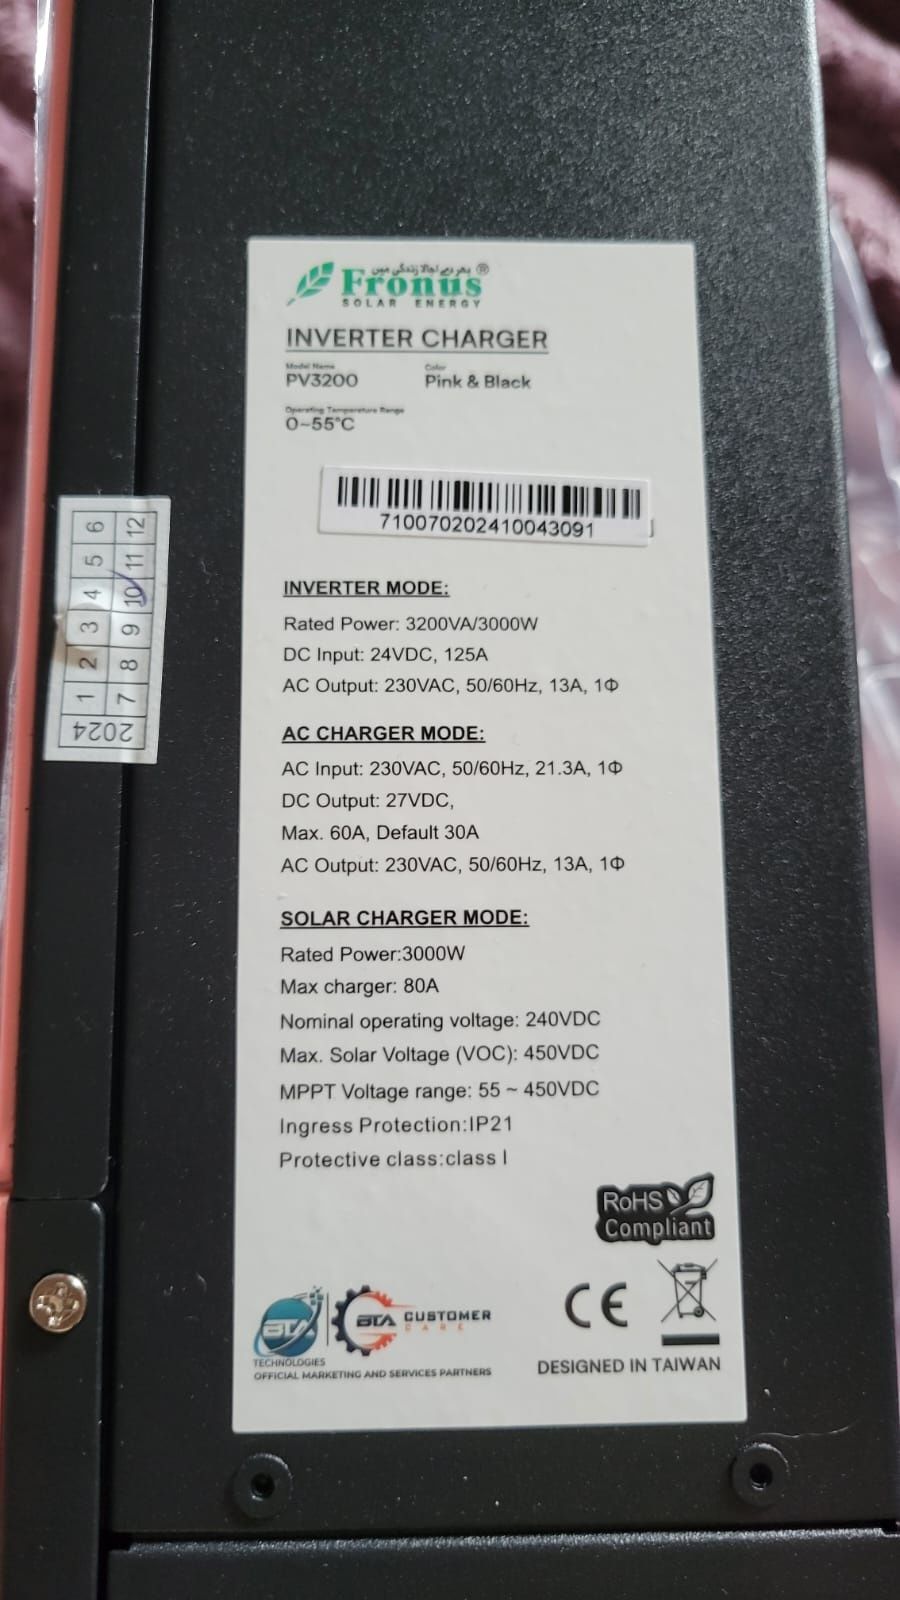 بھر دے اجالا زندگی میں ®
Fronus
SOLAR ENERGY
INVERTER CHARGER
Model Name
PV3200
Color
Pink & Black
Operating Temperature Range
0~55°C
710070202410043091
INVERTER MODE:
Rated Power: 3200VA/3000W
DC Input: 24VDC, 125A
AC Output: 230VAC, 50/60Hz, 13A, 1Φ
AC CHARGER MODE:
AC Input: 230VAC, 50/60Hz, 21.3A, 1Φ
DC Output: 27VDC,
Max. 60A, Default 30A
AC Output: 230VAC, 50/60Hz, 13A, 1Φ
SOLAR CHARGER MODE:
Rated Power:3000W
Max charger: 80A
Nominal operating voltage: 240VDC
Max. Solar Voltage (VOC): 450VDC
MPPT Voltage range: 55 ~ 450VDC
Ingress Protection:IP21
Protective class:class I
RoHS
Compliant
BTA
TECHNOLOGIES
BTA CUSTOMER
CARE
OFFICIAL MARKETING AND SERVICES PARTNERS
CE
DESIGNED IN TAIWAN
2024
1 2 3 4 5 6
7 8 9 10 11 12